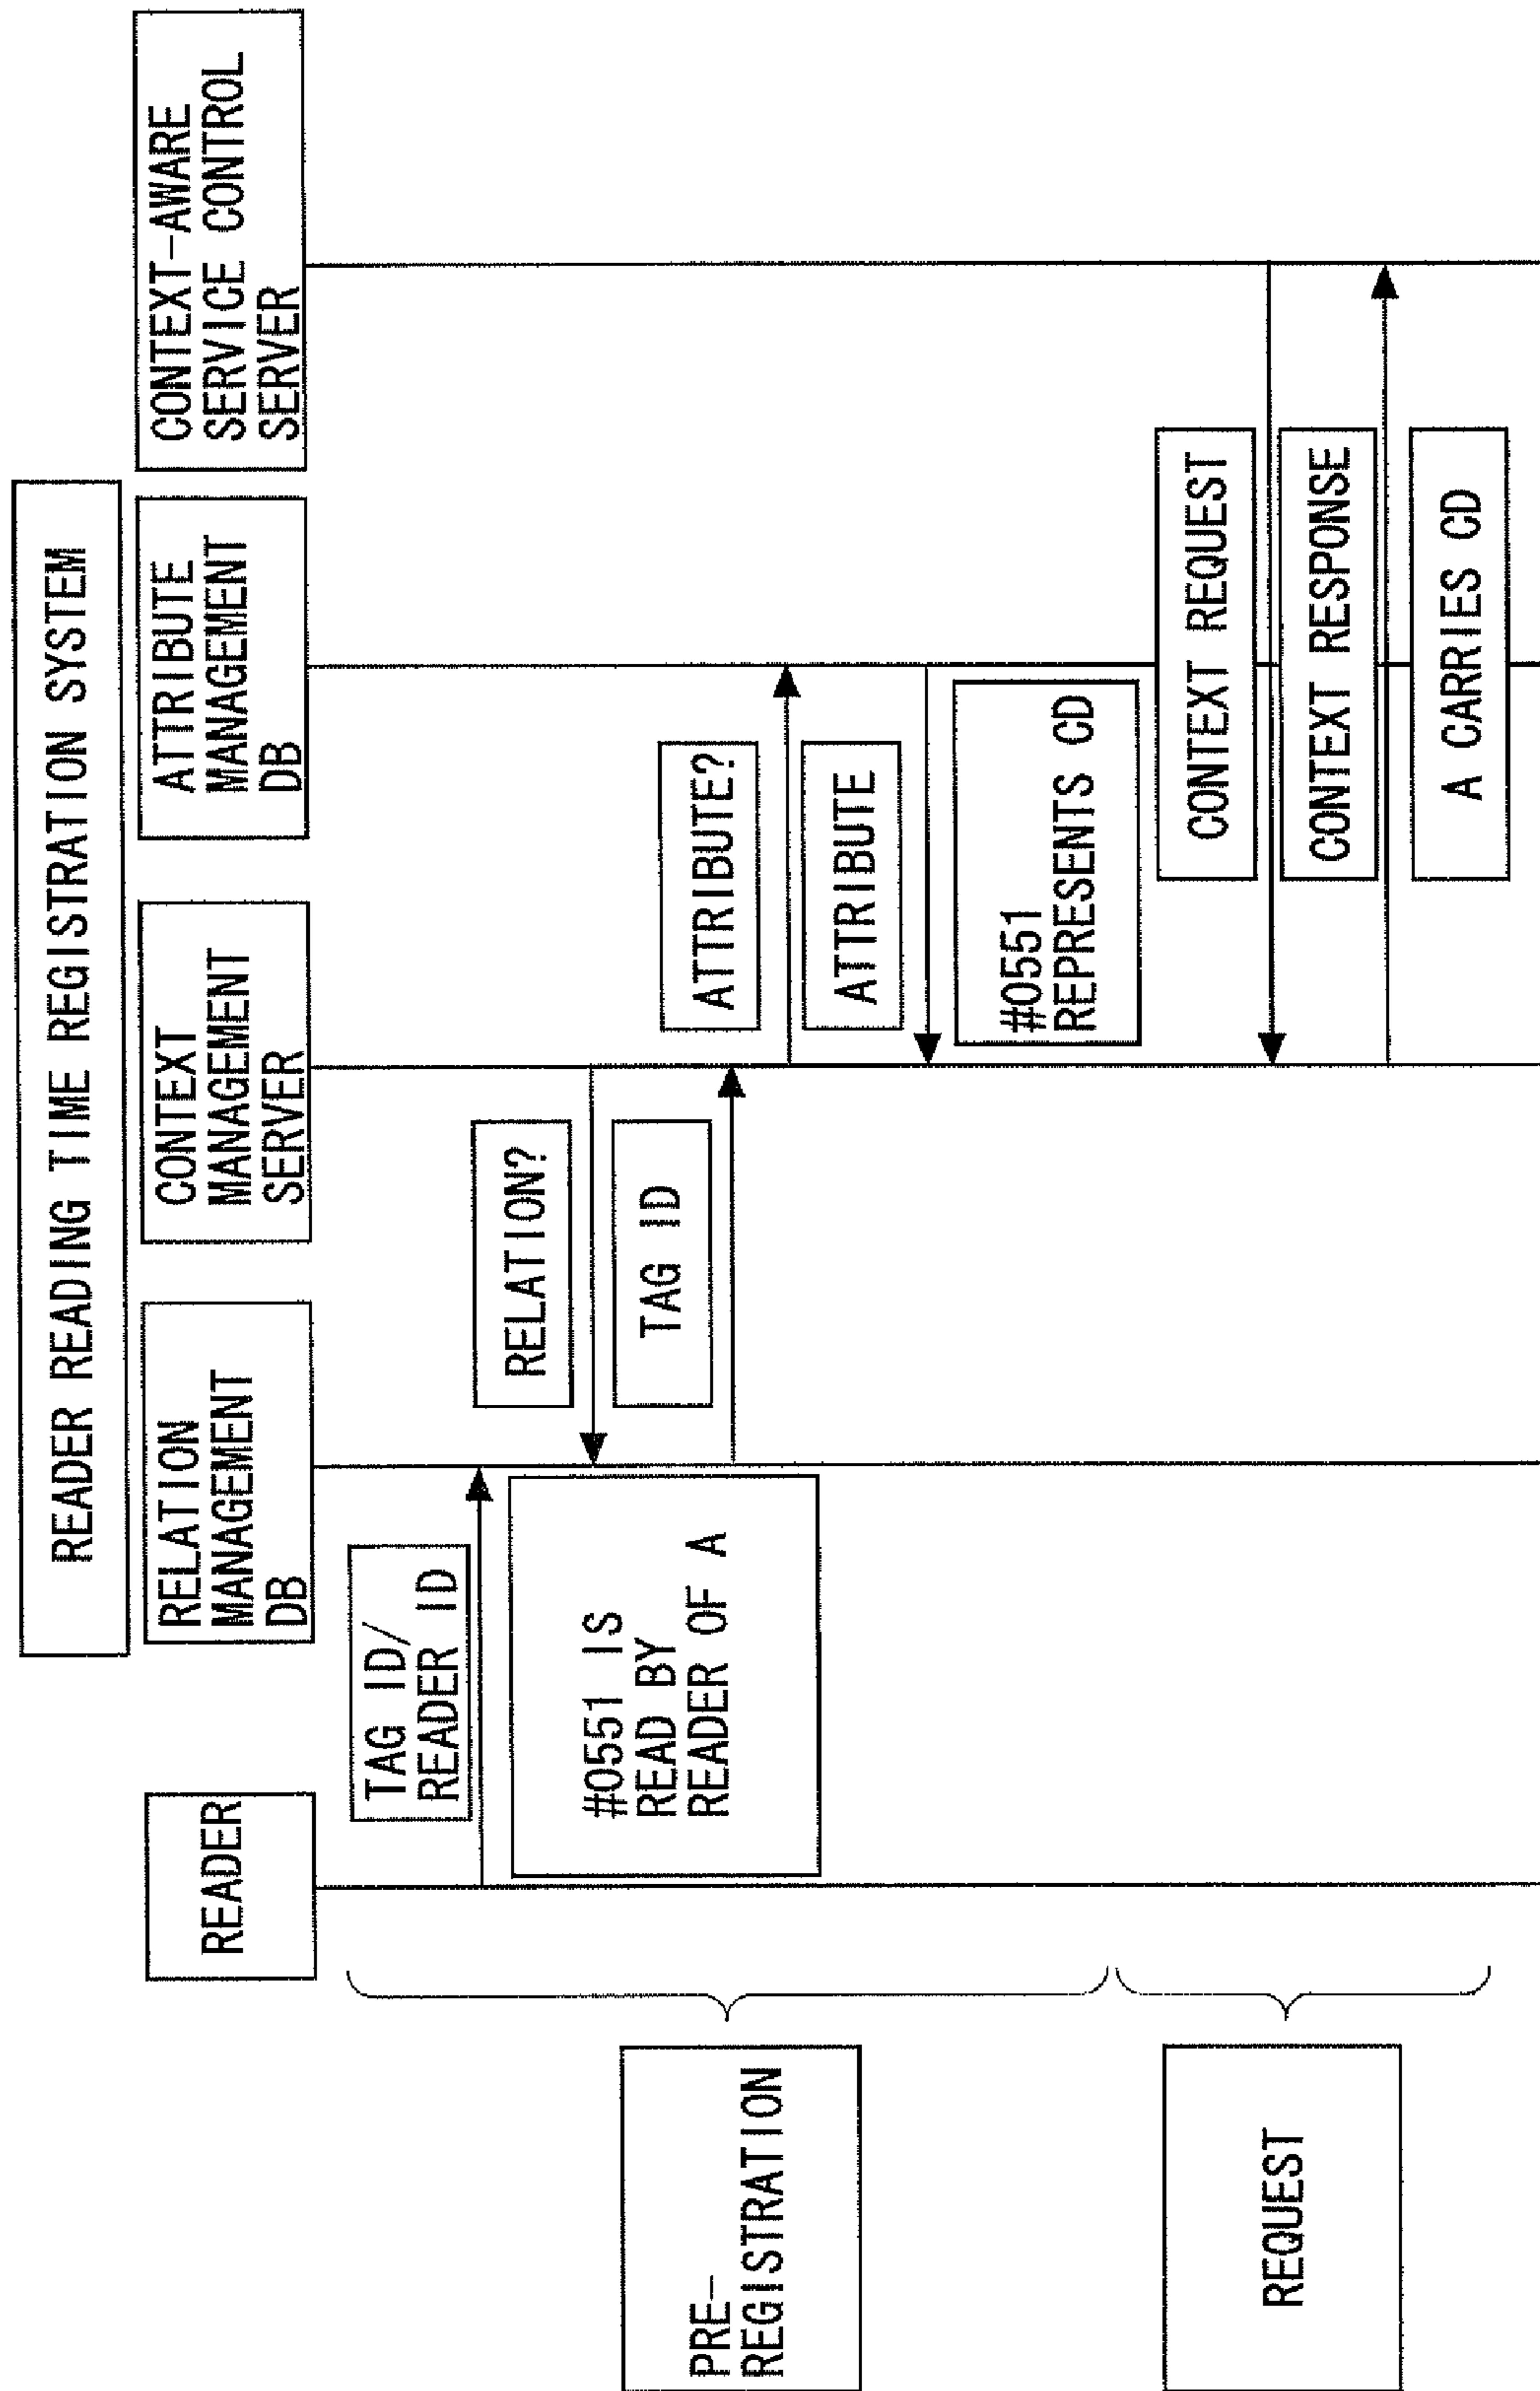 READER READING TIME REGISTRATION SYSTEM
READER
RELATION
MANAGEMENT
DB
CONTEXT
MANAGEMENT
SERVER
ATTRIBUTE
MANAGEMENT
DB
CONTEXT-AWARE
SERVICE CONTROL
SERVER
PRE-
REGISTRATION
TAG ID/
READER ID
#0551 IS
READ BY
READER OF A
RELATION?
TAG ID
ATTRIBUTE?
ATTRIBUTE
#0551
REPRESENTS CD
REQUEST
CONTEXT REQUEST
CONTEXT RESPONSE
A CARRIES CD